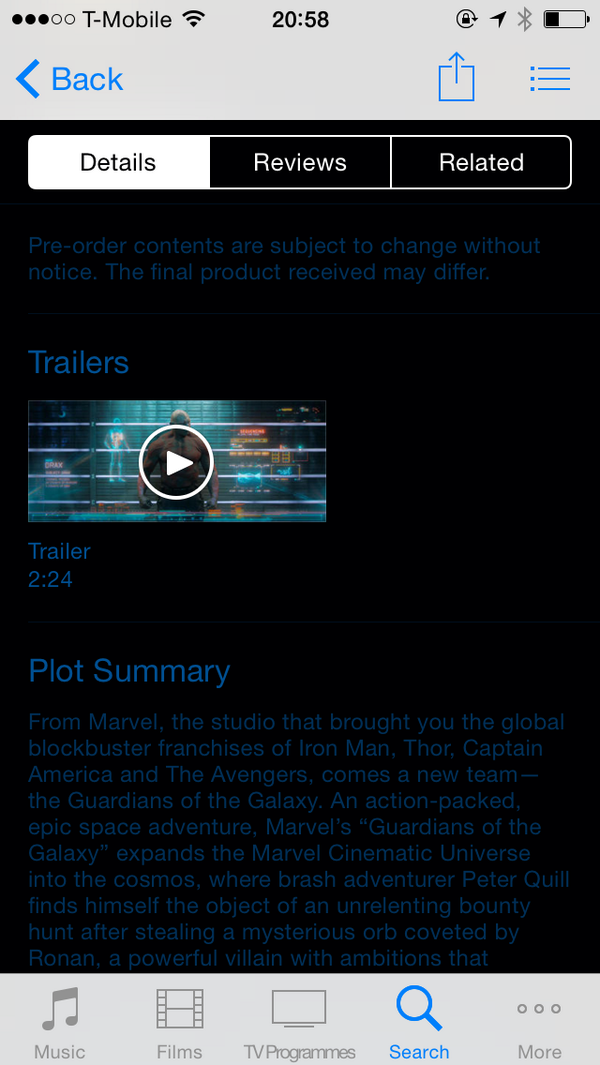 T-Mobile 20:58
Back
Details Reviews Related
Pre-order contents are subject to change without
notice. The final product received may differ.
Trailers
DRAX
Trailer
2:24
Plot Summary
From Marvel, the studio that brought you the global
blockbuster franchises of Iron Man, Thor, Captain
America and The Avengers, comes a new team—
the Guardians of the Galaxy. An action-packed,
epic space adventure, Marvel’s “Guardians of the
Galaxy” expands the Marvel Cinematic Universe
into the cosmos, where brash adventurer Peter Quill
finds himself the object of an unrelenting bounty
hunt after stealing a mysterious orb coveted by
Ronan, a powerful villain with ambitions that
Music Films TV Programmes Search More